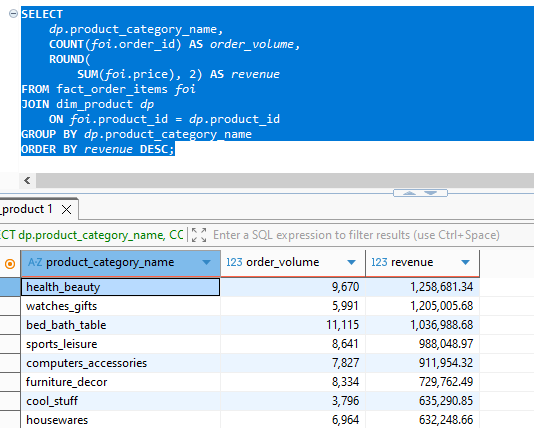 SELECT
dp.product_category_name,
COUNT(foi.order_id) AS order_volume,
ROUND(
SUM(foi.price), 2) AS revenue
FROM fact_order_items foi
JOIN dim_product dp
ON foi.product_id = dp.product_id
GROUP BY dp.product_category_name
ORDER BY revenue DESC;
_product 1
CT dp.product_category_name, CC Enter a SQL expression to filter results (use Ctrl+Space)
A-Z product_category_name 123 order_volume 123 revenue
health_beauty 9,670 1,258,681.34
watches_gifts 5,991 1,205,005.68
bed_bath_table 11,115 1,036,988.68
sports_leisure 8,641 988,048.97
computers_accessories 7,827 911,954.32
furniture_decor 8,334 729,762.49
cool_stuff 3,796 635,290.85
housewares 6,964 632,248.66